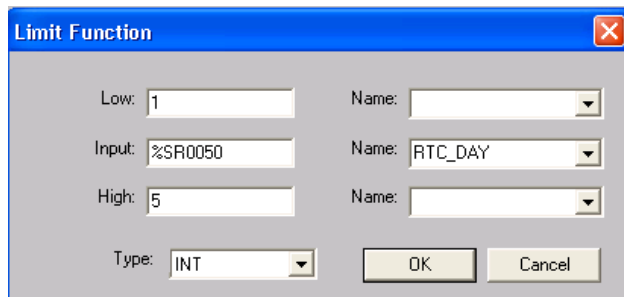 Limit Function
Low: 1 Name:
Input: %SR0050 Name: RTC_DAY
High: 5 Name:
Type: INT OK Cancel